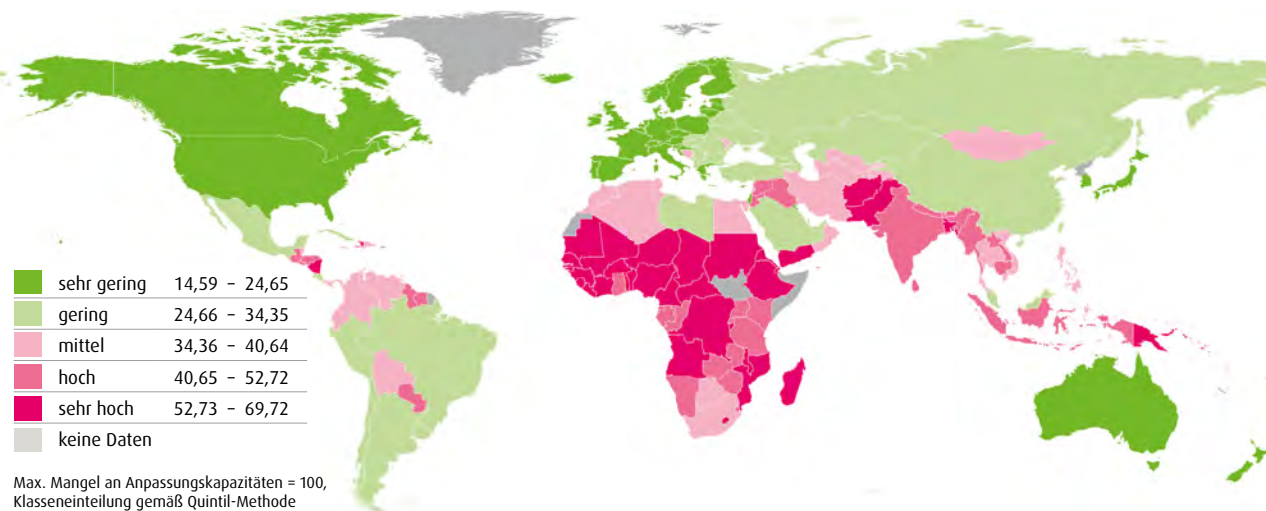 sehr gering 14,59 – 24,65
gering 24,66 – 34,35
mittel 34,36 – 40,64
hoch 40,65 – 52,72
sehr hoch 52,73 – 69,72
keine Daten
Max. Mangel an Anpassungskapazitäten = 100,
Klasseneinteilung gemäß Quintil-Methode